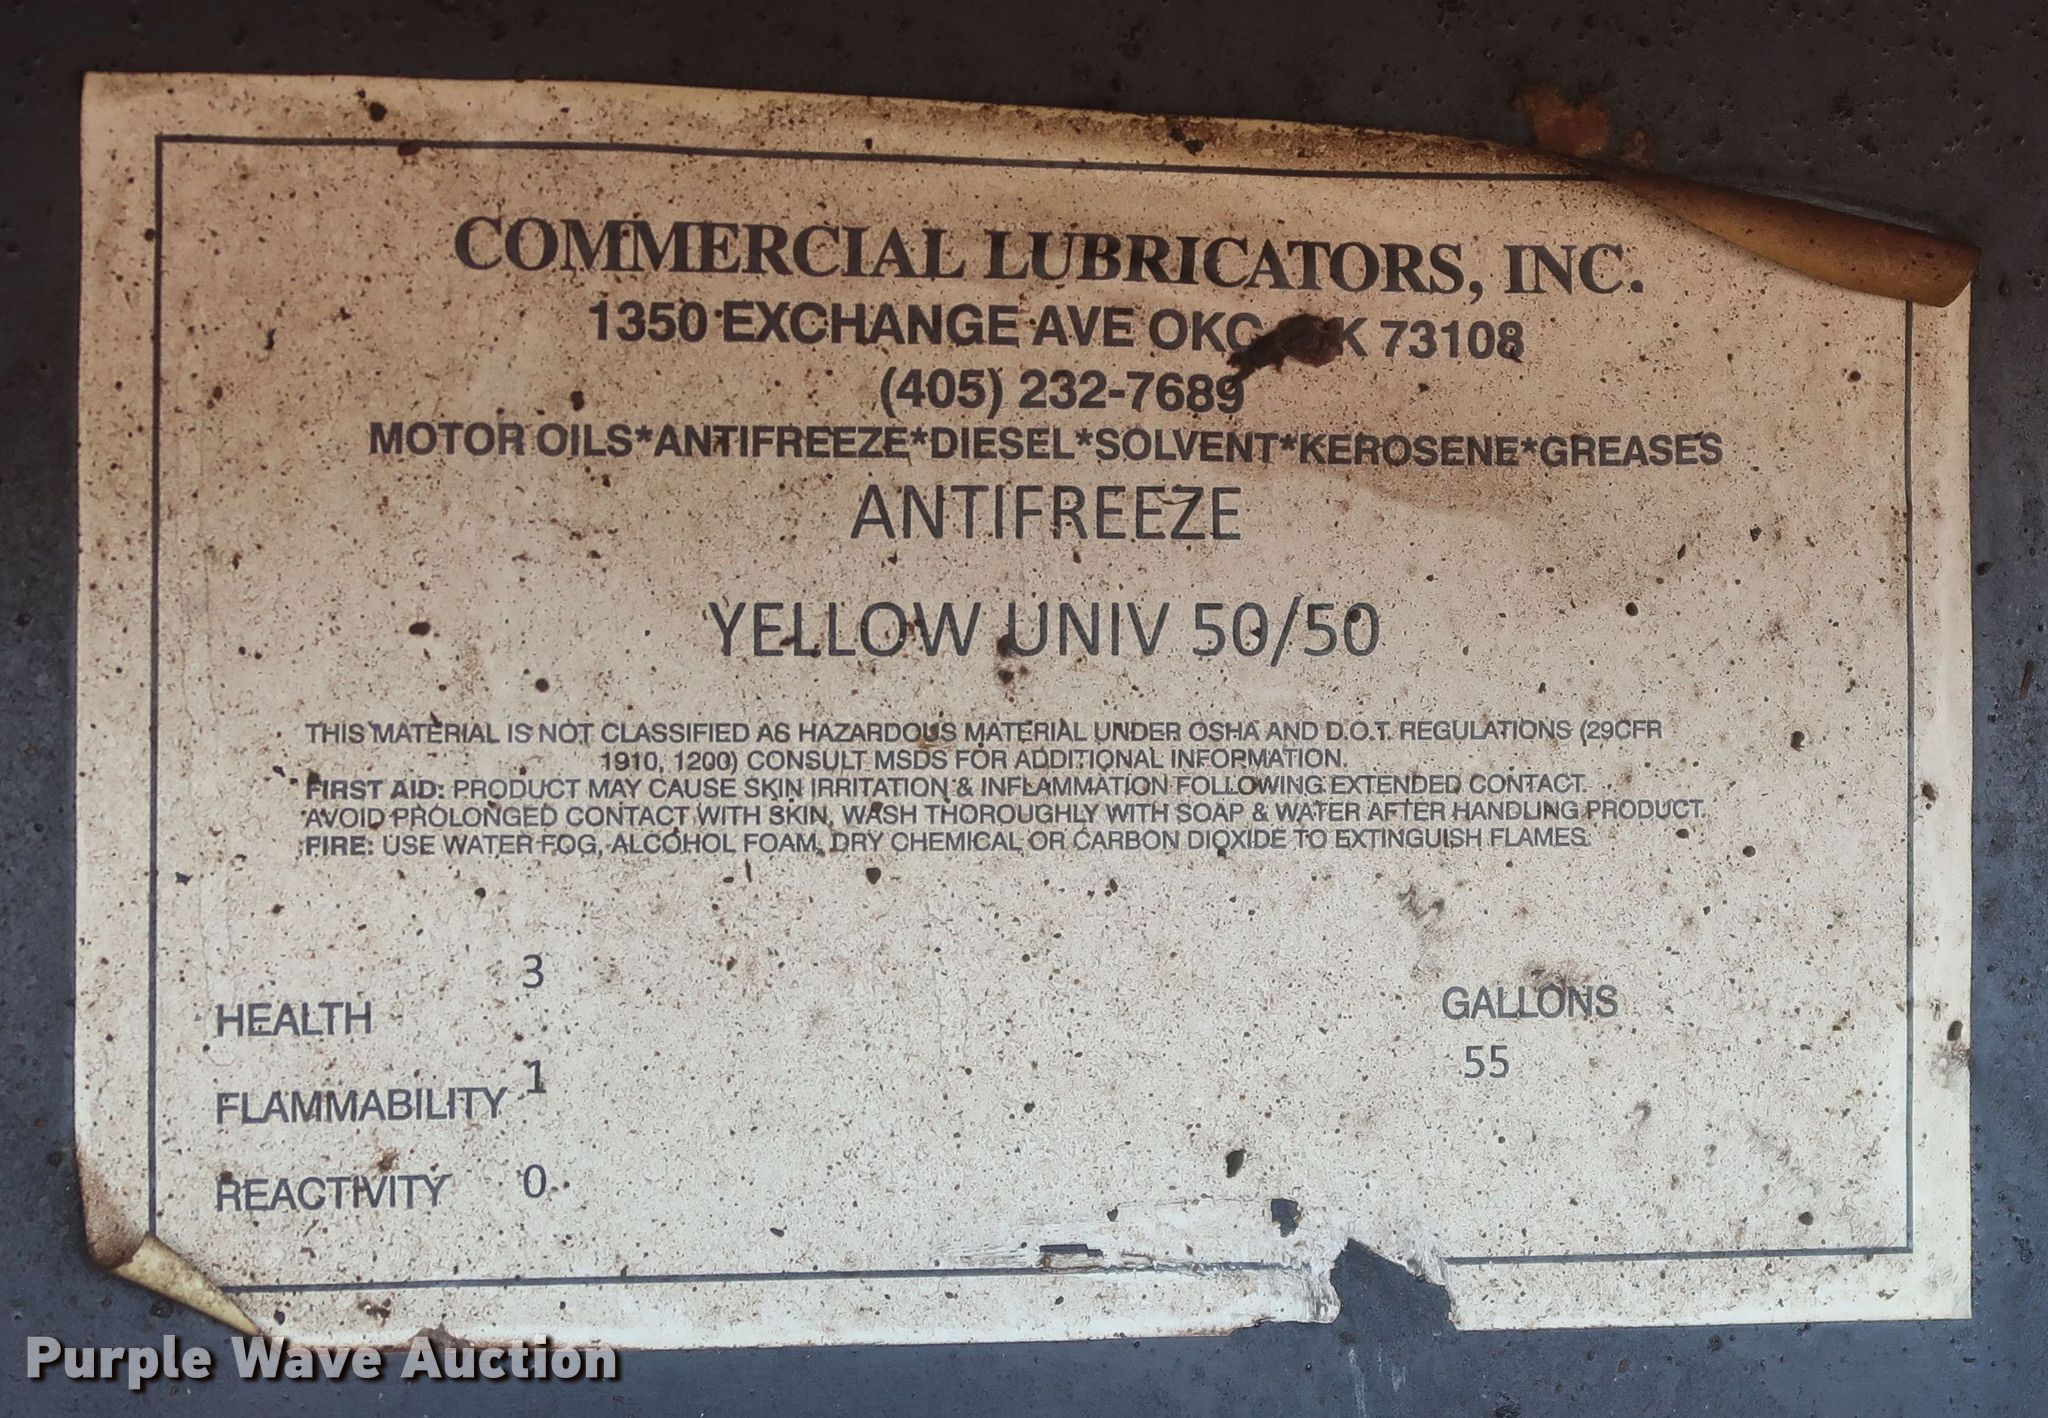 COMMERCIAL LUBRICATORS, INC.
1350 EXCHANGE AVE OKC 73108
(405) 232-7689
MOTOR OILS*ANTIFREEZE*DIESEL*SOLVENT*KEROSENE*GREASES
ANTIFREEZE
YELLOW UNIV 50/50
THIS MATERIAL IS NOT CLASSIFIED AS HAZARDOUS MATERIAL UNDER OSHA AND D.O.T. REGULATIONS (29CFR
1910, 1200) CONSULT MSDS FOR ADDITIONAL INFORMATION.
FIRST AID: PRODUCT MAY CAUSE SKIN IRRITATION & INFLAMMATION FOLLOWING EXTENDED CONTACT.
AVOID PROLONGED CONTACT WITH SKIN, WASH THOROUGHLY WITH SOAP & WATER AFTER HANDLING PRODUCT.
FIRE: USE WATER FOG, ALCOHOL FOAM, DRY CHEMICAL OR CARBON DIOXIDE TO EXTINGUISH FLAMES.
HEALTH 3
FLAMMABILITY 1
REACTIVITY 0
GALLONS
55
Purple Wave Auction